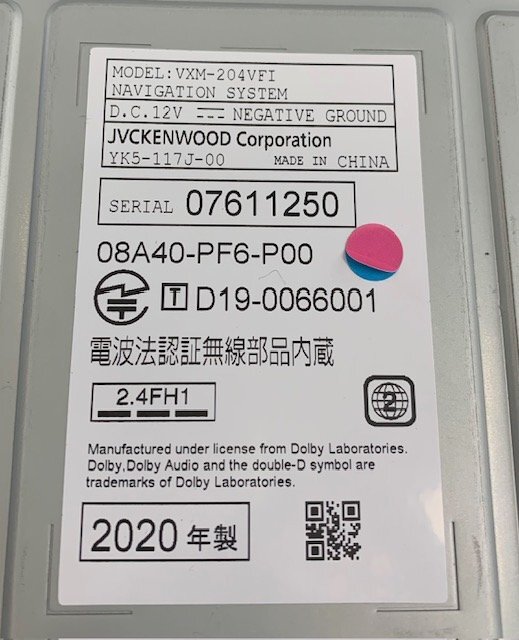 MODEL:VXM-204VFI
NAVIGATION SYSTEM
D.C.12V ⎓ NEGATIVE GROUND
JVCKENWOOD Corporation
YK5-117J-00 MADE IN CHINA
SERIAL 07611250
08A40-PF6-P00
T D19-0066001
電波法認証無線部品内蔵
2.4FH1
2
Manufactured under license from Dolby Laboratories.
Dolby,Dolby Audio and the double-D symbol are
trademarks of Dolby Laboratories.
2020 年製